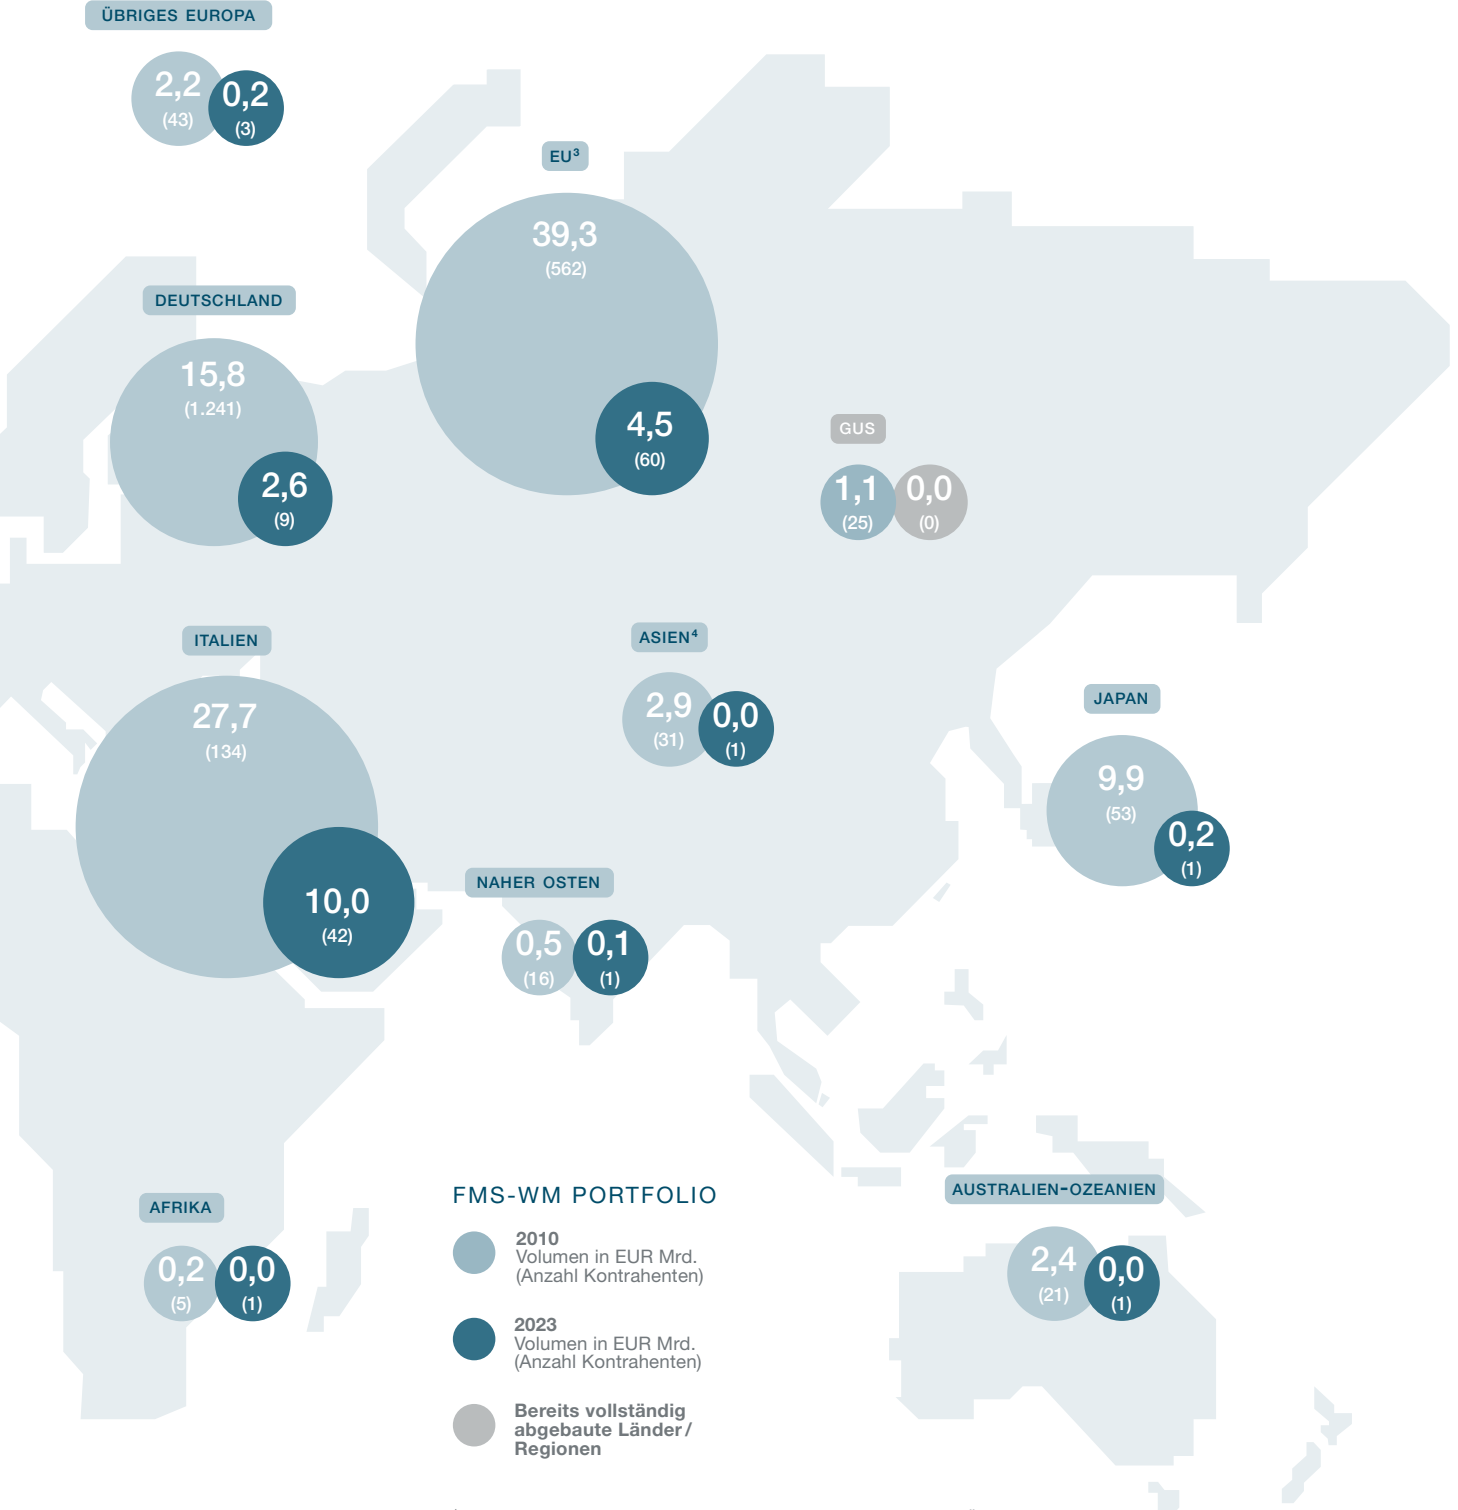 ÜBRIGES EUROPA
2,2
(43)
0,2
(3)
EU³
39,3
(562)
4,5
(60)
DEUTSCHLAND
15,8
(1.241)
2,6
(9)
GUS
1,1
(25)
0,0
(0)
ITALIEN
27,7
(134)
10,0
(42)
ASIEN⁴
2,9
(31)
0,0
(1)
JAPAN
9,9
(53)
0,2
(1)
NAHER OSTEN
0,5
(16)
0,1
(1)
AFRIKA
0,2
(5)
0,0
(1)
AUSTRALIEN-OZEANIEN
2,4
(21)
0,0
(1)
FMS-WM PORTFOLIO
2010
Volumen in EUR Mrd.
(Anzahl Kontrahenten)
2023
Volumen in EUR Mrd.
(Anzahl Kontrahenten)
Bereits vollständig
abgebaute Länder /
Regionen